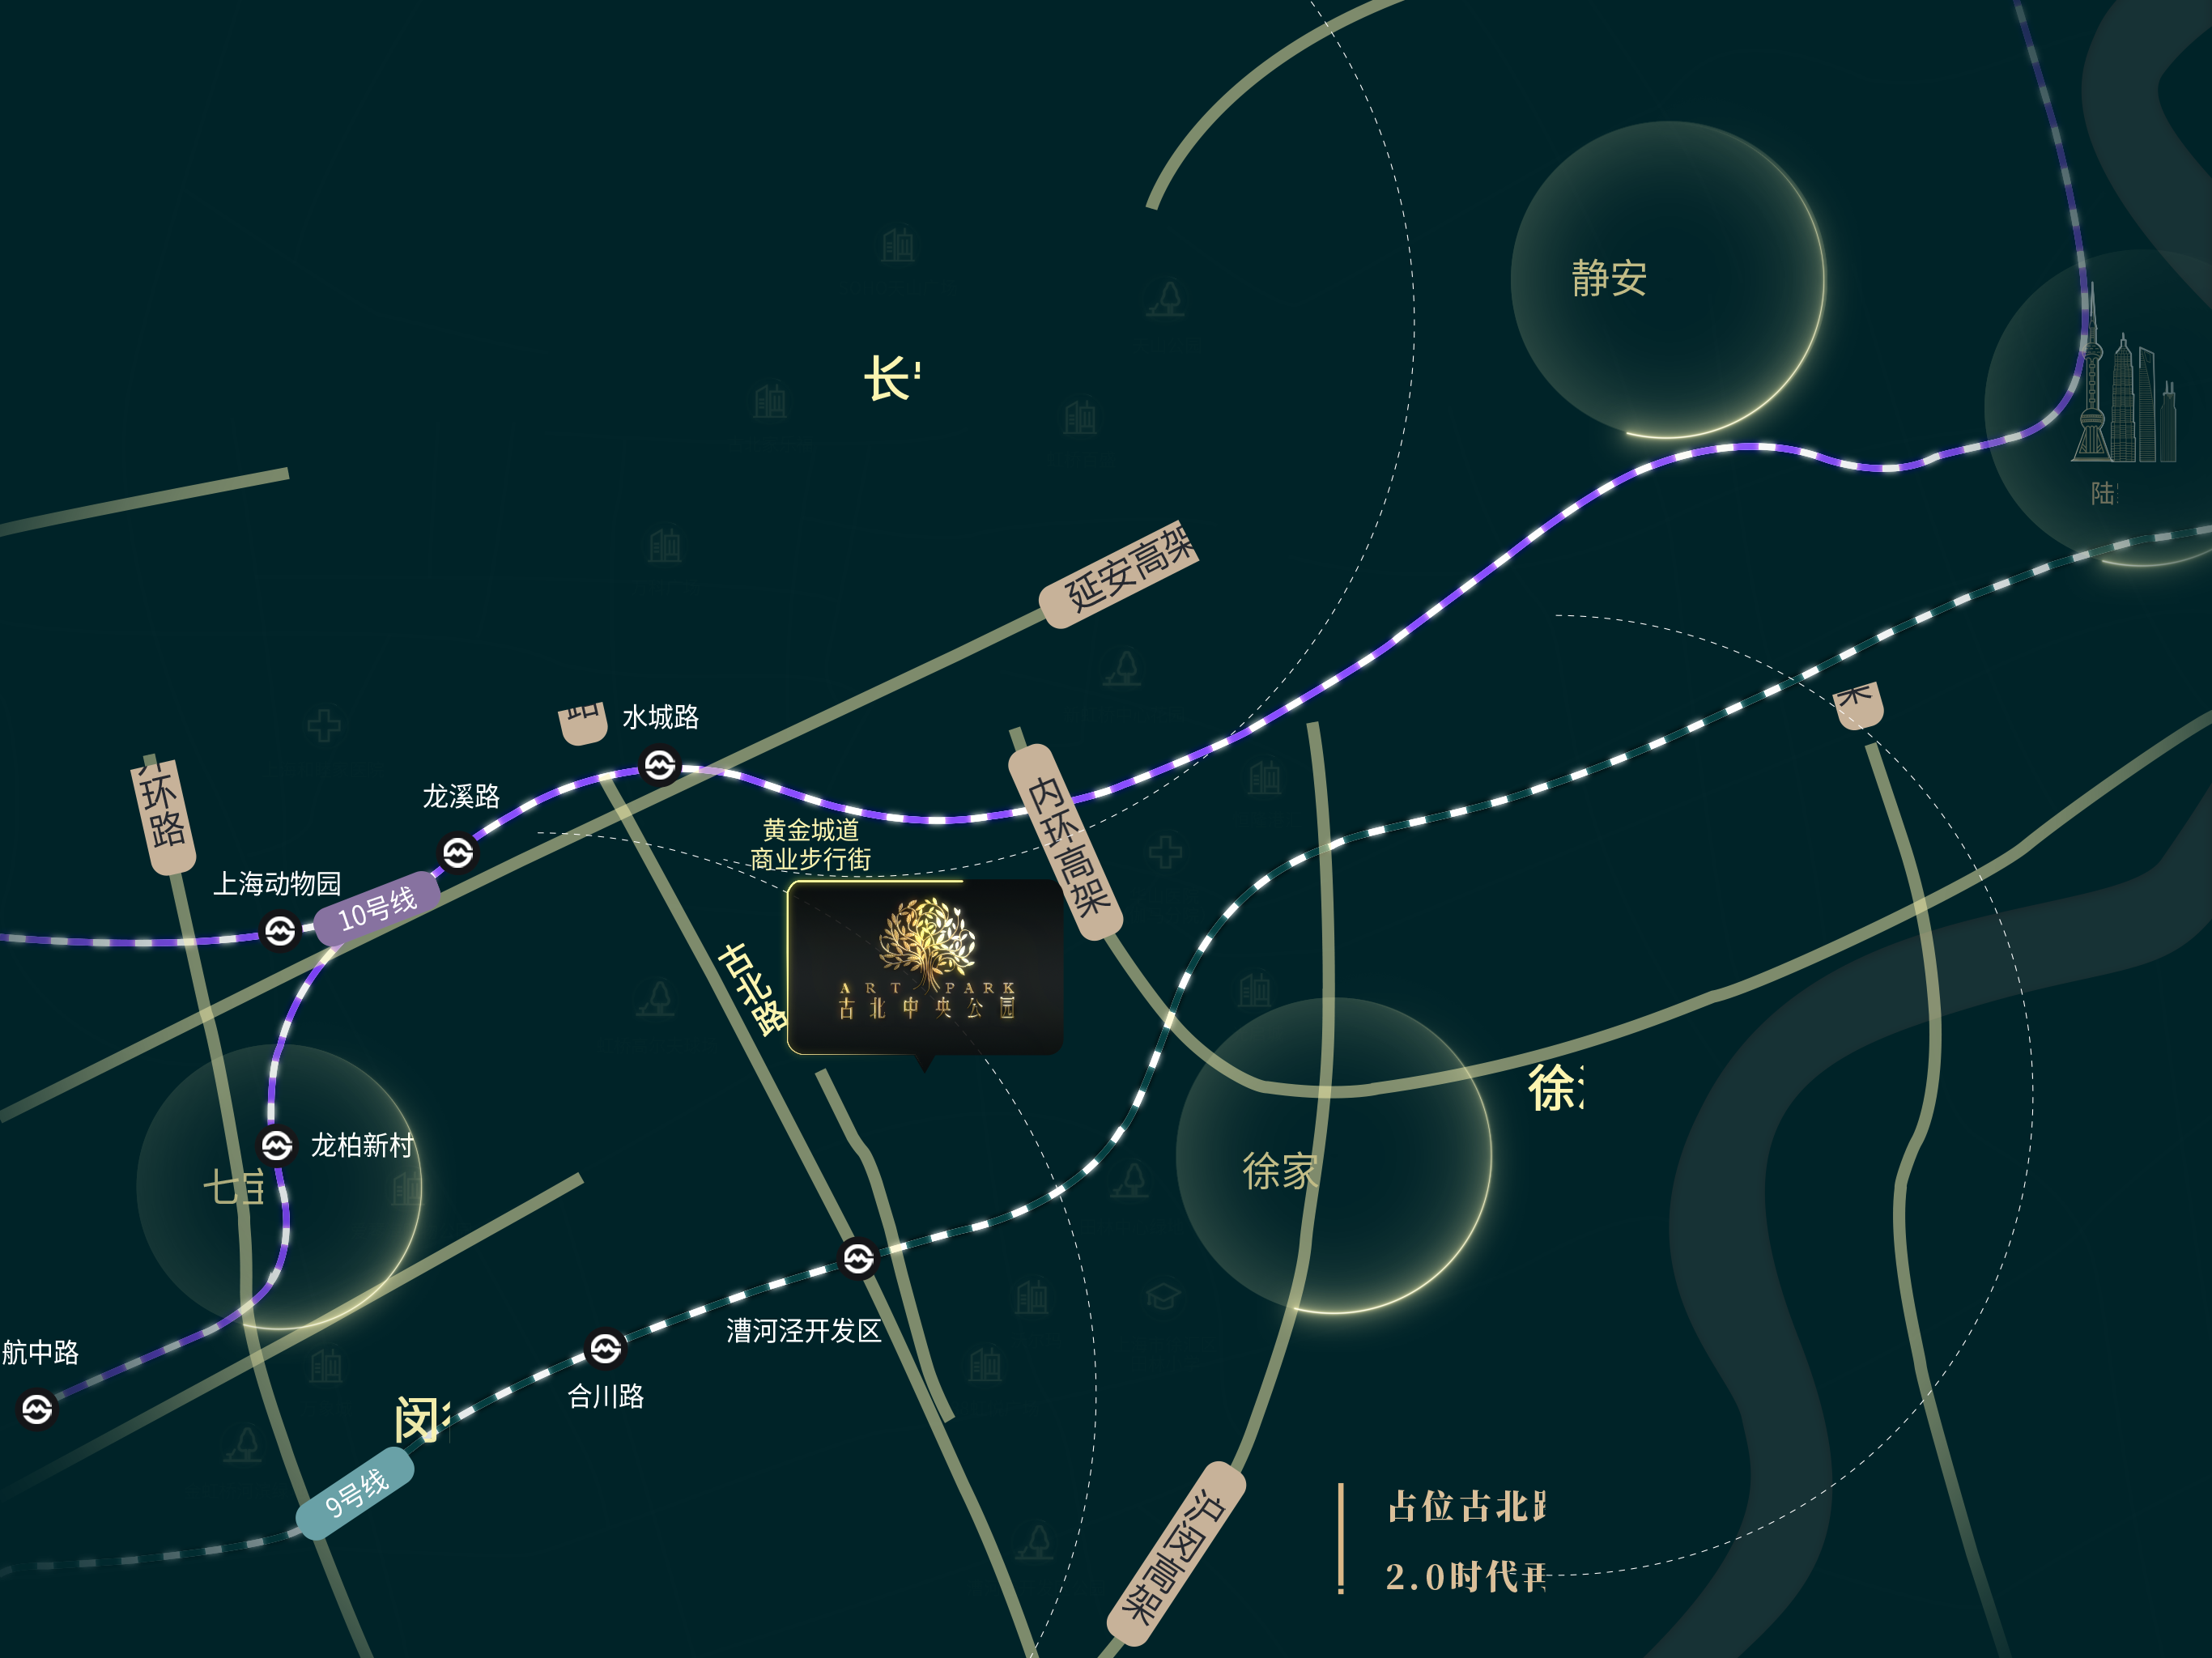 静安
长
陆
延安高架
水城路
龙溪路
环路
内环高架
黄金城道
商业步行街
上海动物园
10号线
古北路
ART PARK
古北中央公园
徐
龙柏新村
徐家
七
漕河泾开发区
航中路
合川路
闵
9号线
沪闵高架
占位古北
2.0时代